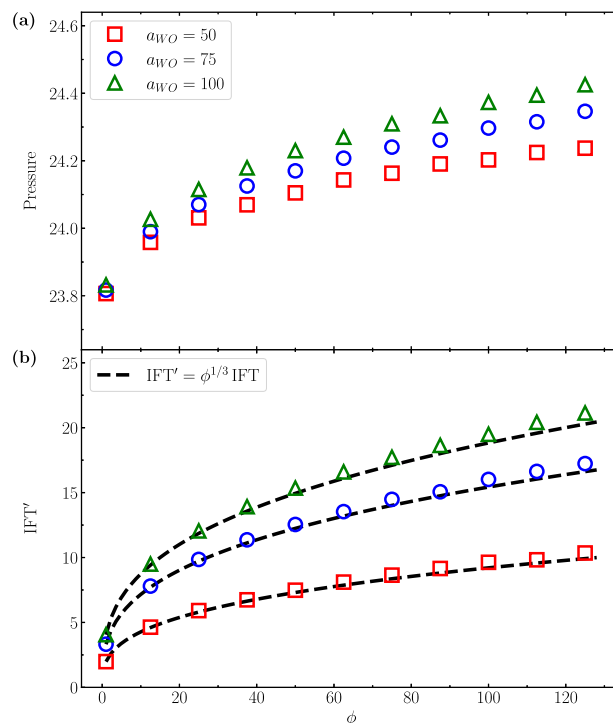 (a)
24.6
24.4
24.2
24.0
23.8
Pressure
a_{WO} = 50
a_{WO} = 75
a_{WO} = 100
(b)
25
20
15
10
5
0
IFT′
IFT′ = ϕ^{1/3} IFT
0 20 40 60 80 100 120
ϕ